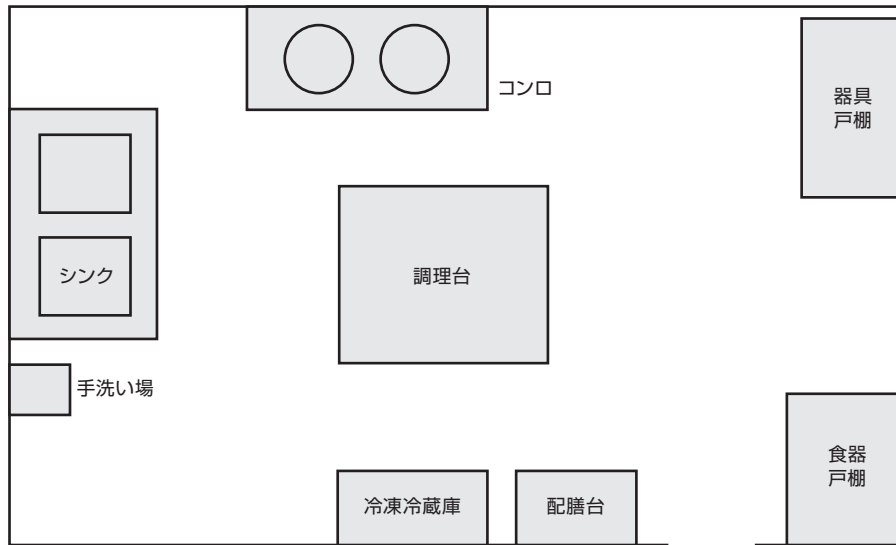 コンロ
器具
戸棚
シンク
調理台
手洗い場
食器
戸棚
冷凍冷蔵庫
配膳台